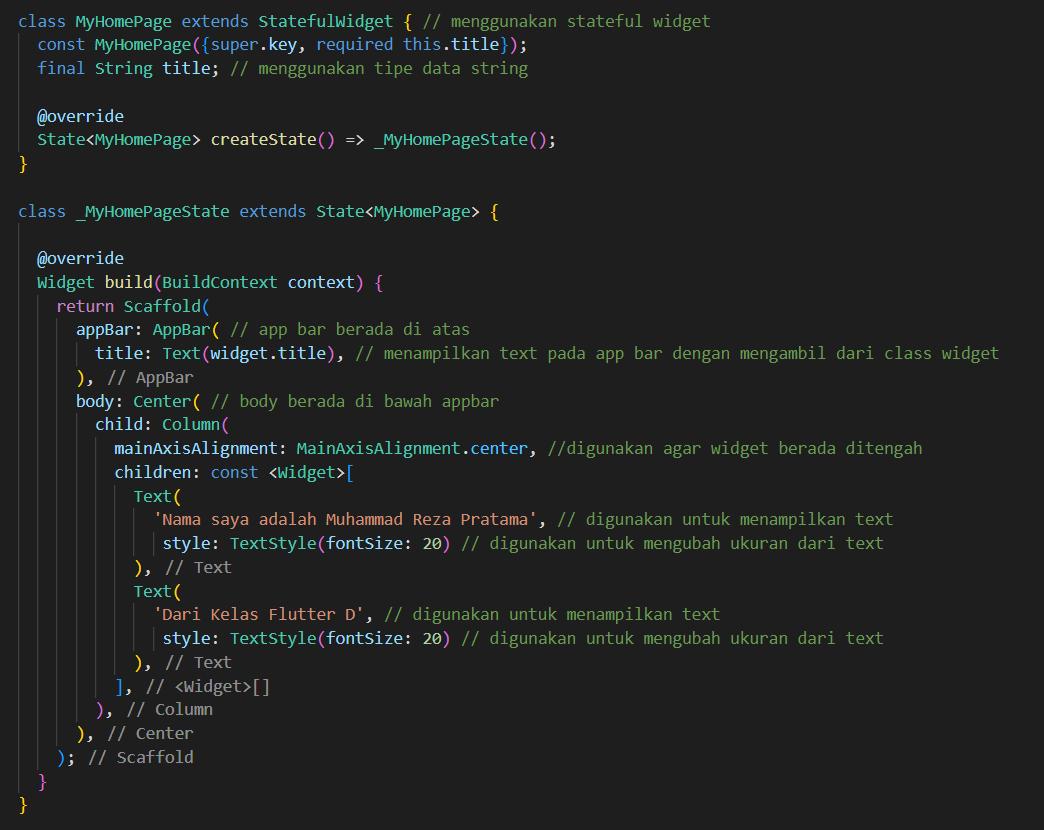 class MyHomePage extends StatefulWidget { // menggunakan stateful widget
  const MyHomePage({super.key, required this.title});
  final String title; // menggunakan tipe data string

  @override
  State<MyHomePage> createState() => _MyHomePageState();
}

class _MyHomePageState extends State<MyHomePage> {

  @override
  Widget build(BuildContext context) {
    return Scaffold(
      appBar: AppBar( // app bar berada di atas
        title: Text(widget.title), // menampilkan text pada app bar dengan mengambil dari class widget
      ), // AppBar
      body: Center( // body berada di bawah appbar
        child: Column(
          mainAxisAlignment: MainAxisAlignment.center, //digunakan agar widget berada ditengah
          children: const <Widget>[
            Text(
              'Nama saya adalah Muhammad Reza Pratama', // digunakan untuk menampilkan text
               style: TextStyle(fontSize: 20) // digunakan untuk mengubah ukuran dari text
            ), // Text
            Text(
              'Dari Kelas Flutter D', // digunakan untuk menampilkan text
               style: TextStyle(fontSize: 20) // digunakan untuk mengubah ukuran dari text
            ), // Text
          ], // <Widget>[]
        ), // Column
      ), // Center
    ); // Scaffold
  }
}